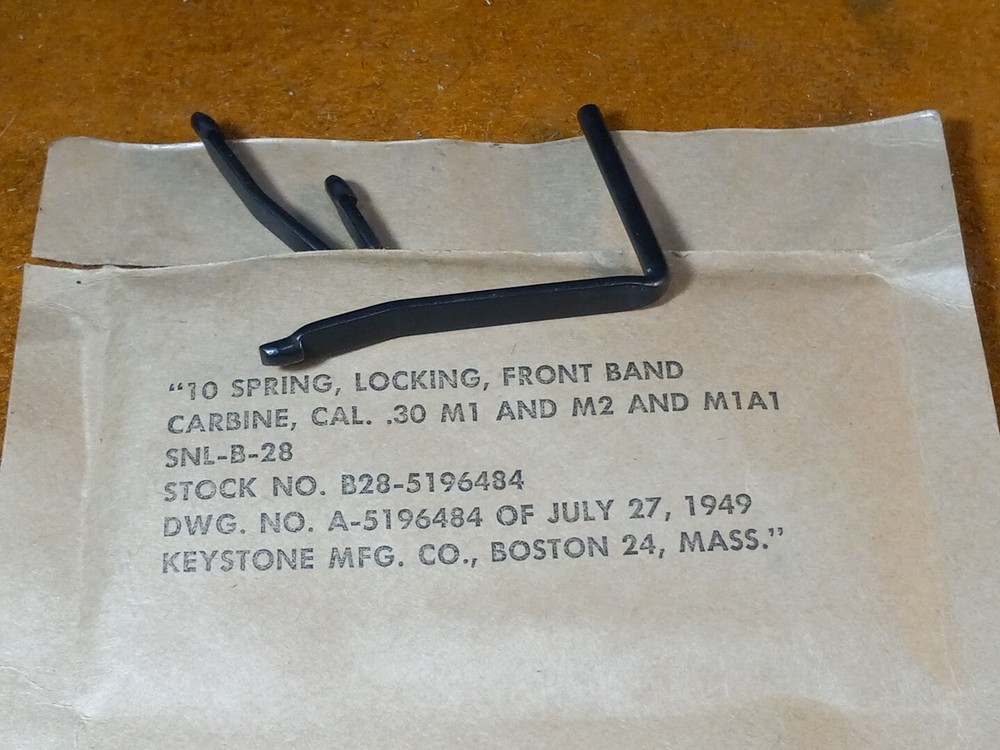 “10 SPRING, LOCKING, FRONT BAND
CARBINE, CAL. .30 M1 AND M2 AND M1A1
SNL-B-28
STOCK NO. B28-5196484
DWG. NO. A-5196484 OF JULY 27, 1949
KEYSTONE MFG. CO., BOSTON 24, MASS.”